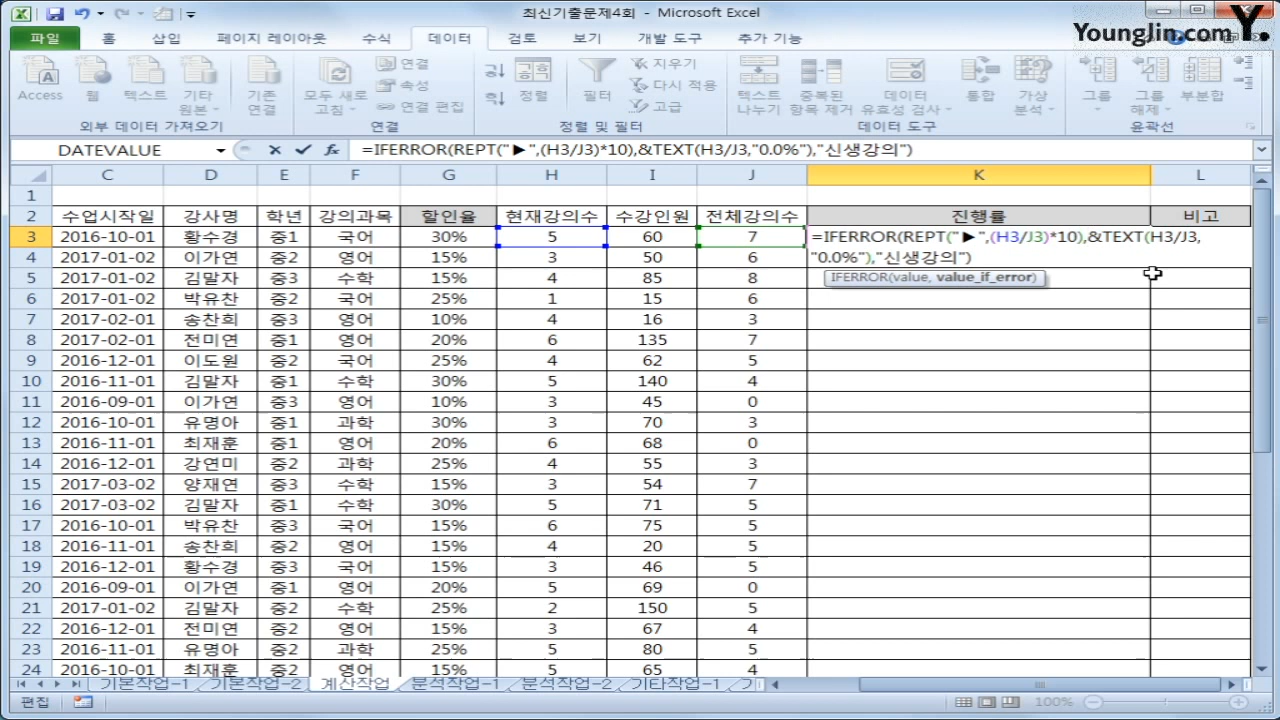 최신기출문제4회 - Microsoft Excel
YoungJin.com Y.
파일 홈 삽입 페이지 레이아웃 수식 데이터 검토 보기 개발 도구 추가 기능
Access 웹 텍스트 기타 원본 기존 연결 모두 새로 고침 연결 속성 연결 편집 정렬 필터 지우기 다시 적용 고급 텍스트 나누기 중복된 항목 제거 데이터 유효성 검사 통합 가상 분석 그룹 그룹 해제 부분합
외부 데이터 가져오기 연결 정렬 및 필터 데이터 도구 윤곽선
DATEVALUE fx =IFERROR(REPT("▶",(H3/J3)*10),&TEXT(H3/J3,"0.0%"),"신생강의")
C D E F G H I J K L
1
2 수업시작일 강사명 학년 강의과목 할인율 현재강의수 수강인원 전체강의수 진행률 비고
3 2016-10-01 황수경 중1 국어 30% 5 60 7 =IFERROR(REPT("▶",(H3/J3)*10),&TEXT(H3/J3,
4 2017-01-02 이가연 중2 영어 20% 3 50 6 "0.0%"),"신생강의")
5 2017-01-02 김말자 중3 수학 15% 4 85 8 IFERROR(value, value_if_error)
6 2016-10-01 박유찬 중2 국어 25% 1 15 6
7 2017-02-01 송찬희 중3 영어 10% 4 16 3
8 2017-02-01 전미연 중2 영어 20% 6 135 7
9 2016-12-01 이도원 중2 국어 25% 4 62 5
10 2016-11-01 김말자 중1 수학 30% 5 140 4
11 2016-09-01 이가연 중3 영어 10% 3 45 0
12 2016-10-01 유명아 중1 과학 30% 3 70 3
13 2016-11-01 최재훈 중1 영어 20% 6 68 0
14 2016-12-01 강연미 중2 과학 25% 4 55 3
15 2017-03-02 양재연 중3 수학 15% 3 54 7
16 2017-03-02 김말자 중1 수학 30% 5 71 5
17 2016-10-01 박유찬 중3 국어 15% 6 75 5
18 2016-11-01 송찬희 중2 영어 15% 4 20 5
19 2016-12-01 황수경 중3 국어 15% 3 46 5
20 2016-09-01 이가연 중1 영어 20% 5 69 0
21 2017-01-02 김말자 중2 수학 25% 2 150 5
22 2016-12-01 전미연 중2 영어 15% 3 67 4
23 2016-11-01 유명아 중2 과학 25% 5 80 5
24 2016-10-01 최재훈 중2 영어 15% 5 65 4
기본작업-1 기본작업-2 계산작업 분석작업-1 분석작업-2 기타작업-1
편집 100%